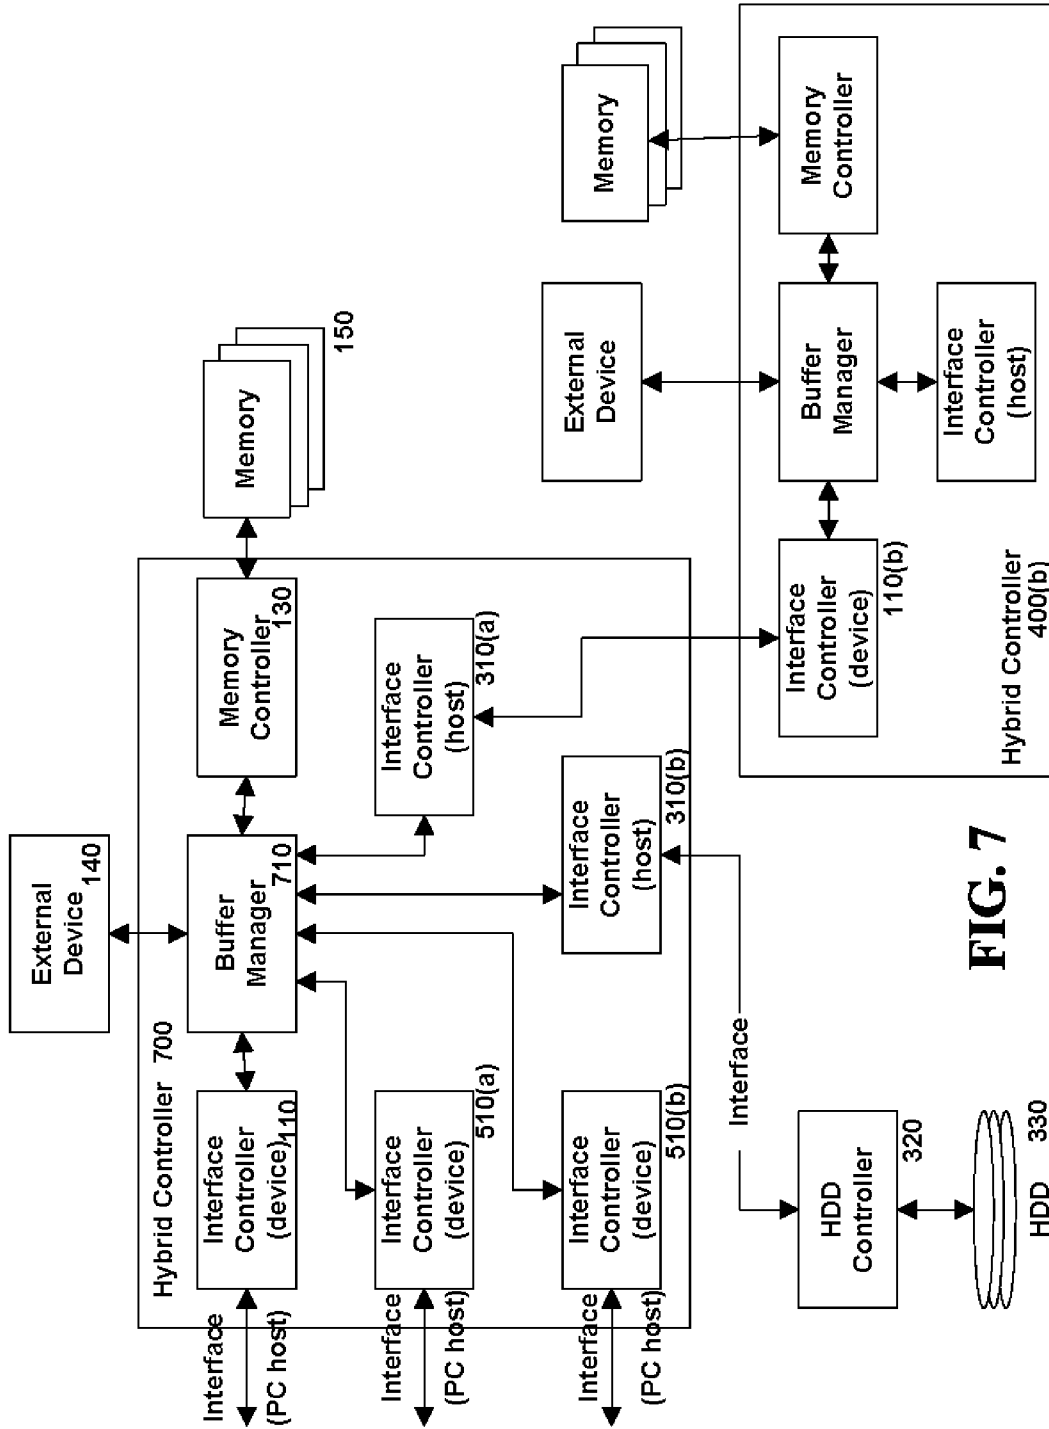 External
Device
140
Hybrid Controller 700
Interface
(PC host)
Interface
Controller
(device)
110
Buffer
Manager
710
Memory
Controller
130
Memory
150
Interface
(PC host)
Interface
Controller
(device)
510(a)
Interface
Controller
(host)
310(a)
Interface
(PC host)
Interface
Controller
(device)
510(b)
Interface
Controller
(host)
310(b)
Interface
HDD
Controller
320
HDD
330
External
Device
Memory
Interface
Controller
(device)
110(b)
Buffer
Manager
Memory
Controller
Interface
Controller
(host)
Hybrid Controller
400(b)
FIG. 7